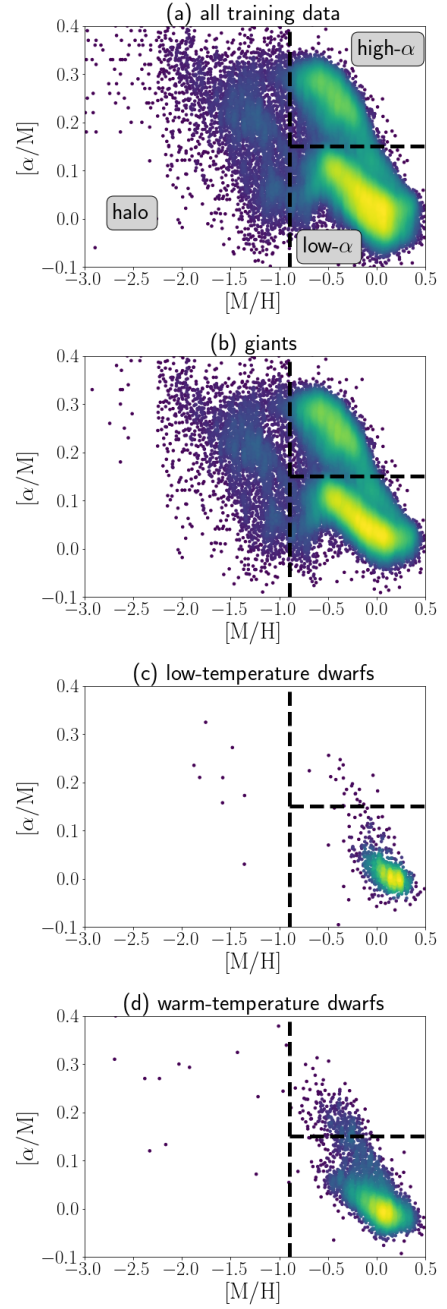 (a) all training data
0.4
0.3
0.2
0.1
0.0
−0.1
[α/M]
high-α
halo
low-α
−3.0 −2.5 −2.0 −1.5 −1.0 −0.5 0.0 0.5
[M/H]
(b) giants
0.4
0.3
0.2
0.1
0.0
−0.1
[α/M]
−3.0 −2.5 −2.0 −1.5 −1.0 −0.5 0.0 0.5
[M/H]
(c) low-temperature dwarfs
0.4
0.3
0.2
0.1
0.0
−0.1
[α/M]
−3.0 −2.5 −2.0 −1.5 −1.0 −0.5 0.0 0.5
[M/H]
(d) warm-temperature dwarfs
0.4
0.3
0.2
0.1
0.0
−0.1
[α/M]
−3.0 −2.5 −2.0 −1.5 −1.0 −0.5 0.0 0.5
[M/H]